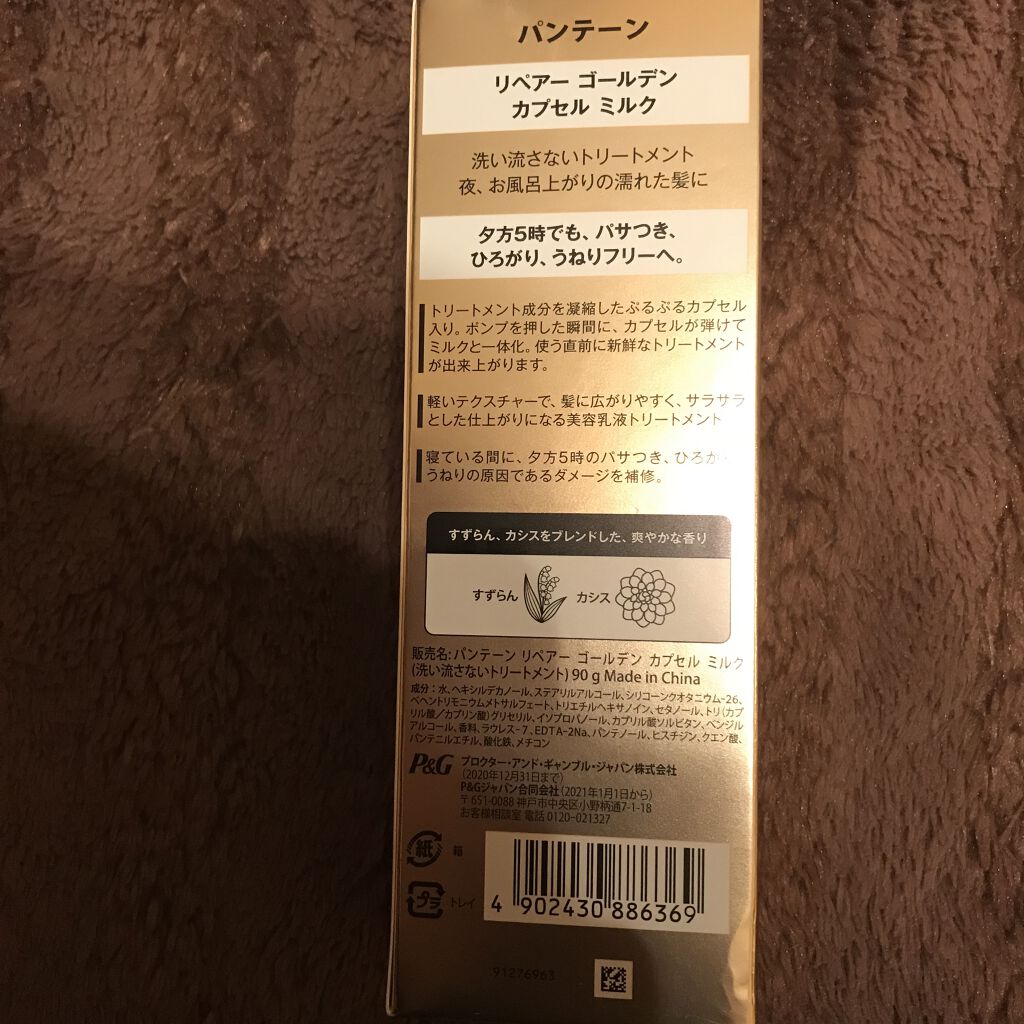 パンテーン
リペアー ゴールデン
カプセル ミルク
洗い流さないトリートメント
夜、お風呂上がりの濡れた髪に
夕方5時でも、パサつき、
ひろがり、うねりフリーへ。
トリートメント成分を凝縮したぷるぷるカプセル
入り。ポンプを押した瞬間に、カプセルが弾けて
ミルクと一体化。使う直前に新鮮なトリートメント
が出来上がります。
軽いテクスチャーで、髪に広がりやすく、サラサラ
とした仕上がりになる美容乳液トリートメント
寝ている間に、夕方5時のパサつき、ひろが
うねりの原因であるダメージを補修。
すずらん、カシスをブレンドした、爽やかな香り
すずらん カシス
販売名:パンテーン リペアー ゴールデン カプセル ミルク
(洗い流さないトリートメント) 90 g Made in China
成分:水、ヘキシルデカノール、ステアリルアルコール、シリコーンクオタニウム-26、
ベヘントリモニウムメトサルフェート、トリエチルヘキサノイン、セタノール、トリ(カプ
リル酸/カプリン酸)グリセリル、イソプロパノール、カプリル酸ソルビタン、ベンジル
アルコール、香料、ラウレス-7、EDTA-2Na、パンテノール、ヒスチジン、クエン酸、
パンテニルエチル、酸化鉄、メチコン
P&G プロクター・アンド・ギャンブル・ジャパン株式会社
(2020年12月31日まで)
P&Gジャパン合同会社(2021年1月1日から)
〒651-0088 神戸市中央区小野柄通7-1-18
お客様相談室 電話 0120-021327
紙 箱
プラ トレイ
4 902430 886369
91276963